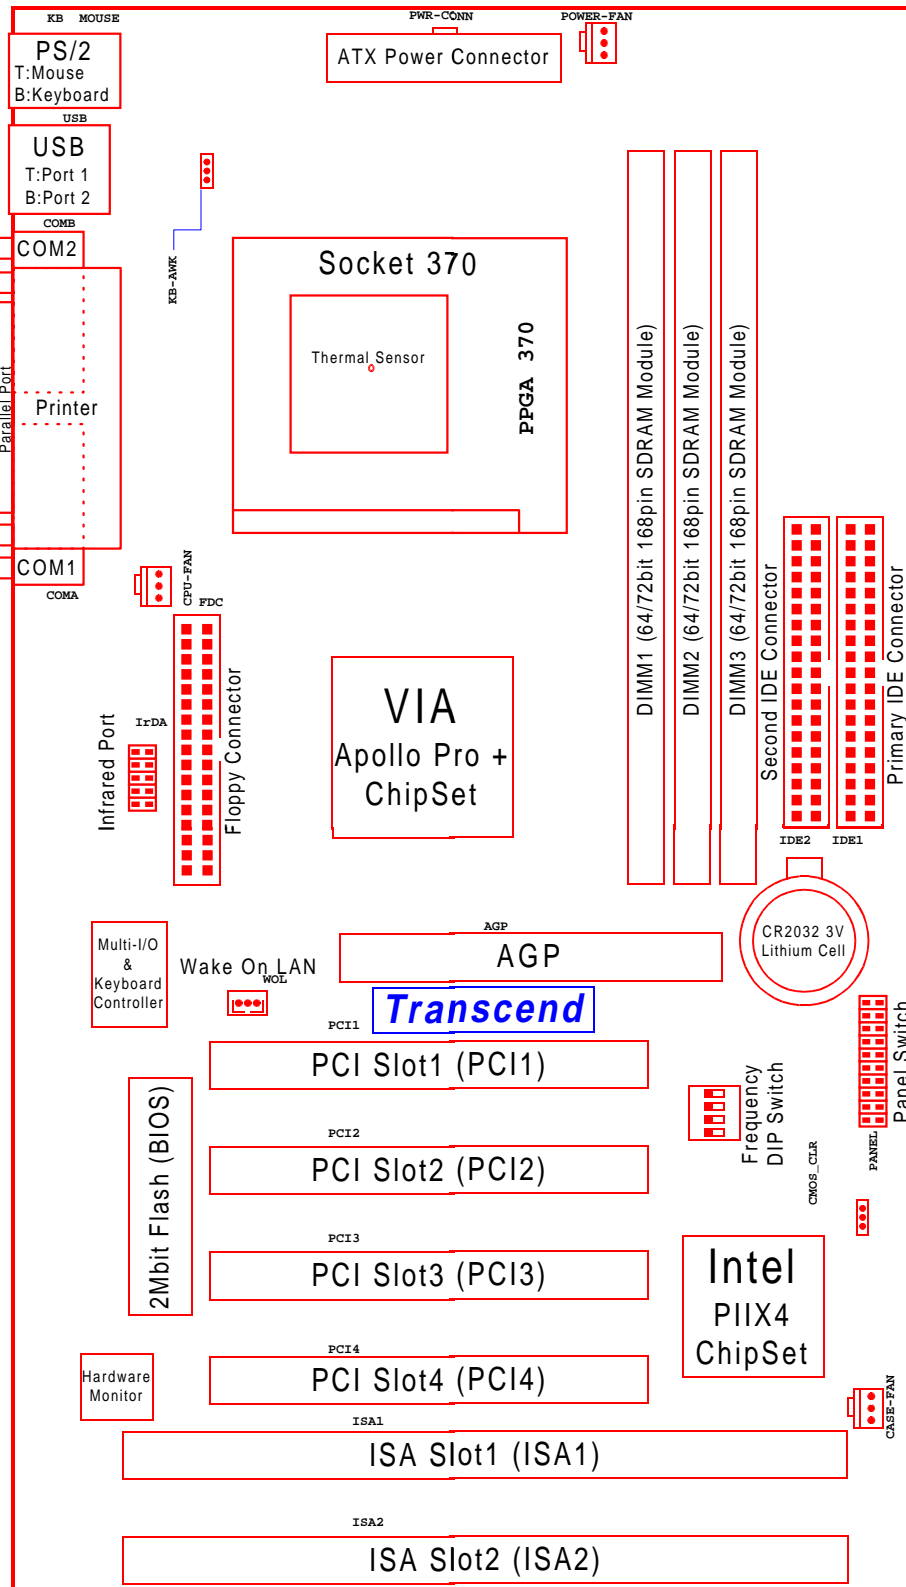 KB MOUSE
PS/2
T:Mouse
B:Keyboard
USB
USB
T:Port 1
B:Port 2
COMB
COM2
Parallel Port
Printer
COM1
COMA
PWR-CONN
ATX Power Connector
POWER-FAN
KB-AWK
Socket 370
Thermal Sensor
PPGA 370
DIMM1 (64/72bit 168pin SDRAM Module)
DIMM2 (64/72bit 168pin SDRAM Module)
DIMM3 (64/72bit 168pin SDRAM Module)
Second IDE Connector
Primary IDE Connector
IDE2
IDE1
CPU-FAN
FDC
Floppy Connector
IrDA
Infrared Port
VIA
Apollo Pro +
ChipSet
CR2032 3V
Lithium Cell
Multi-I/O
&
Keyboard
Controller
Wake On LAN
WOL
AGP
AGP
Transcend
PCI1
PCI Slot1 (PCI1)
PCI2
PCI Slot2 (PCI2)
PCI3
PCI Slot3 (PCI3)
PCI4
PCI Slot4 (PCI4)
2Mbit Flash (BIOS)
Frequency
DIP Switch
Panel Switch
PANEL
CMOS_CLR
Intel
PIIX4
ChipSet
Hardware
Monitor
CASE-FAN
ISA1
ISA Slot1 (ISA1)
ISA2
ISA Slot2 (ISA2)